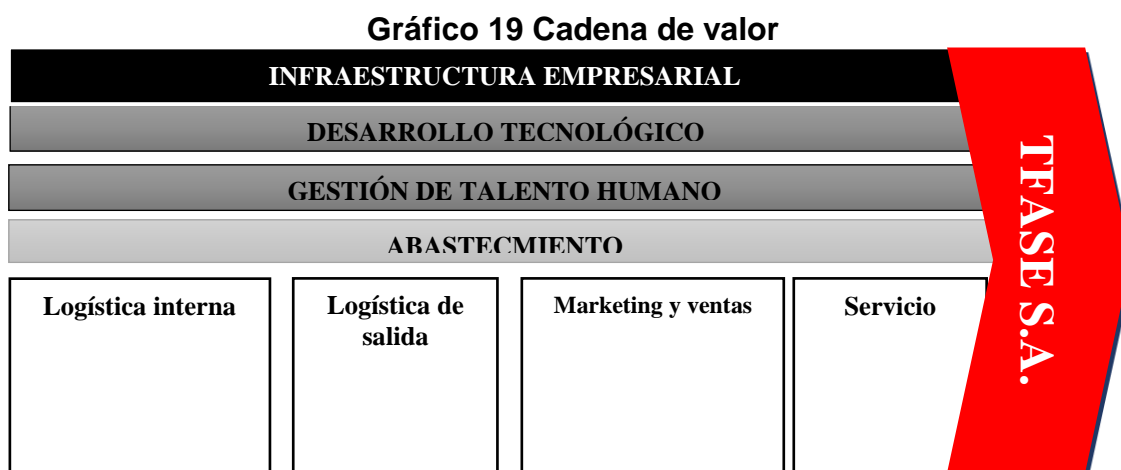 Gráfico 19 Cadena de valor
INFRAESTRUCTURA EMPRESARIAL
DESARROLLO TECNOLÓGICO
GESTIÓN DE TALENTO HUMANO
ABASTECMIENTO
Logística interna
Logística de
salida
Marketing y ventas
Servicio
TFASE S.A.